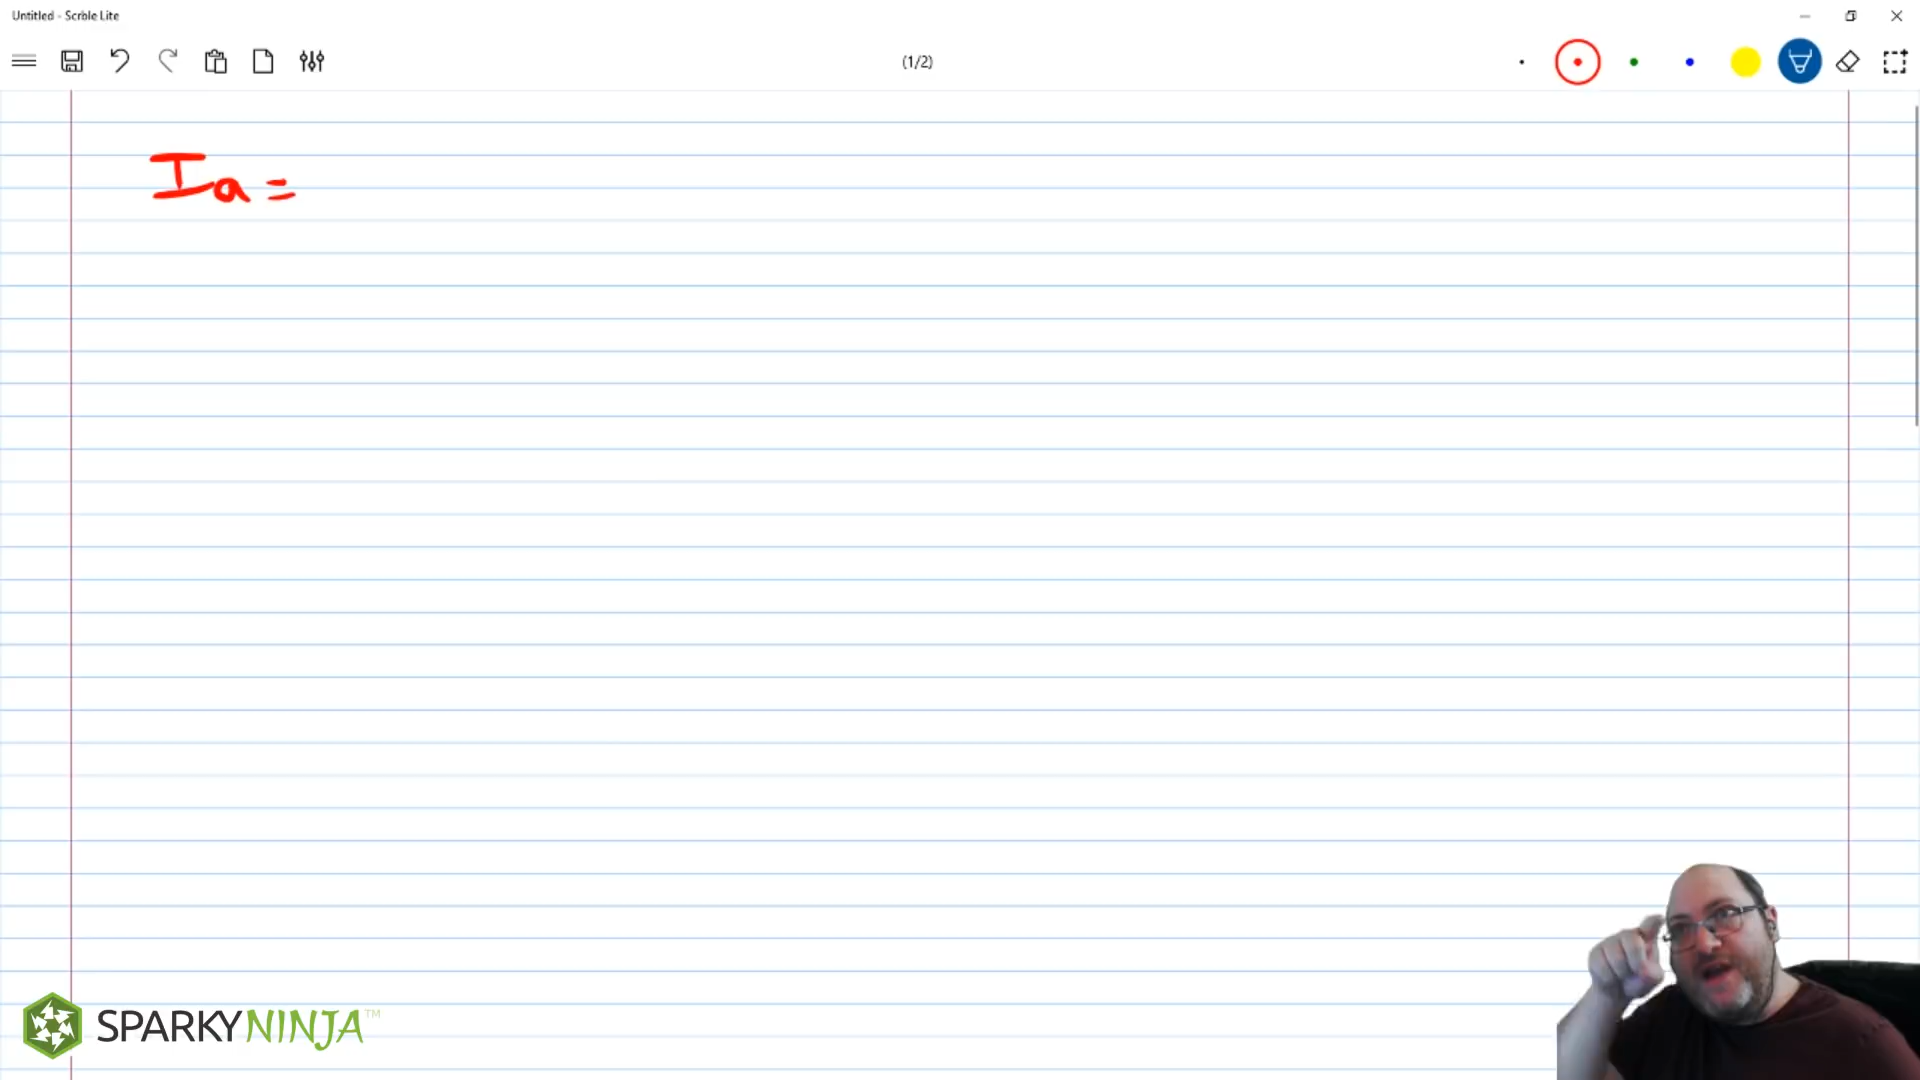 Untitled - Scrble Lite
(1/2)
Ia =
SPARKYNINJA™